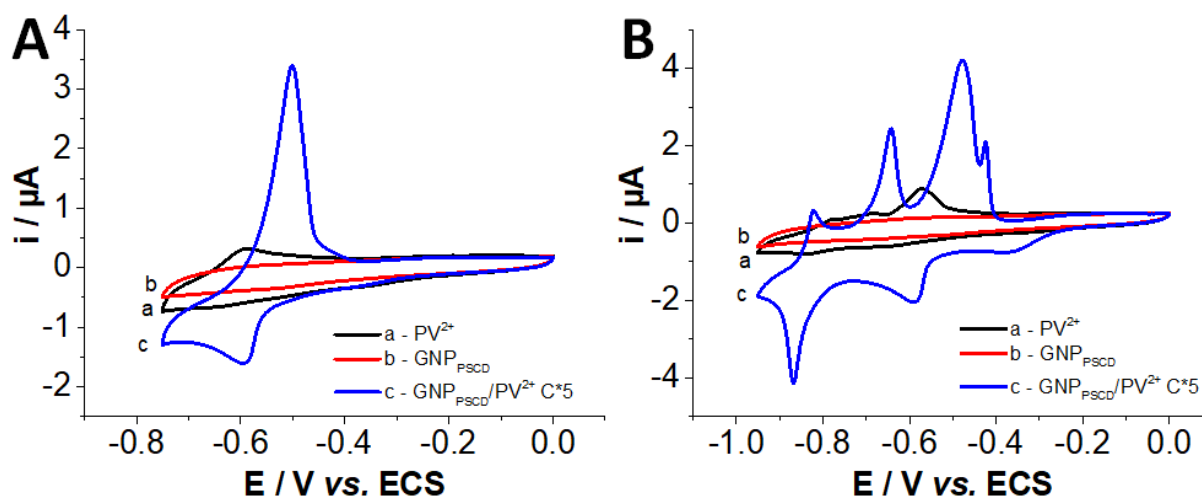 A
i / µA
4
3
2
1
0
-1
-2
b
a
c
a - PV²⁺
b - GNP_PSCD
c - GNP_PSCD/PV²⁺ C*5
-0.8 -0.6 -0.4 -0.2 0.0
E / V vs. ECS
B
i / µA
4
2
0
-2
-4
b
a
c
a - PV²⁺
b - GNP_PSCD
c - GNP_PSCD/PV²⁺ C*5
-1.0 -0.8 -0.6 -0.4 -0.2 0.0
E / V vs. ECS